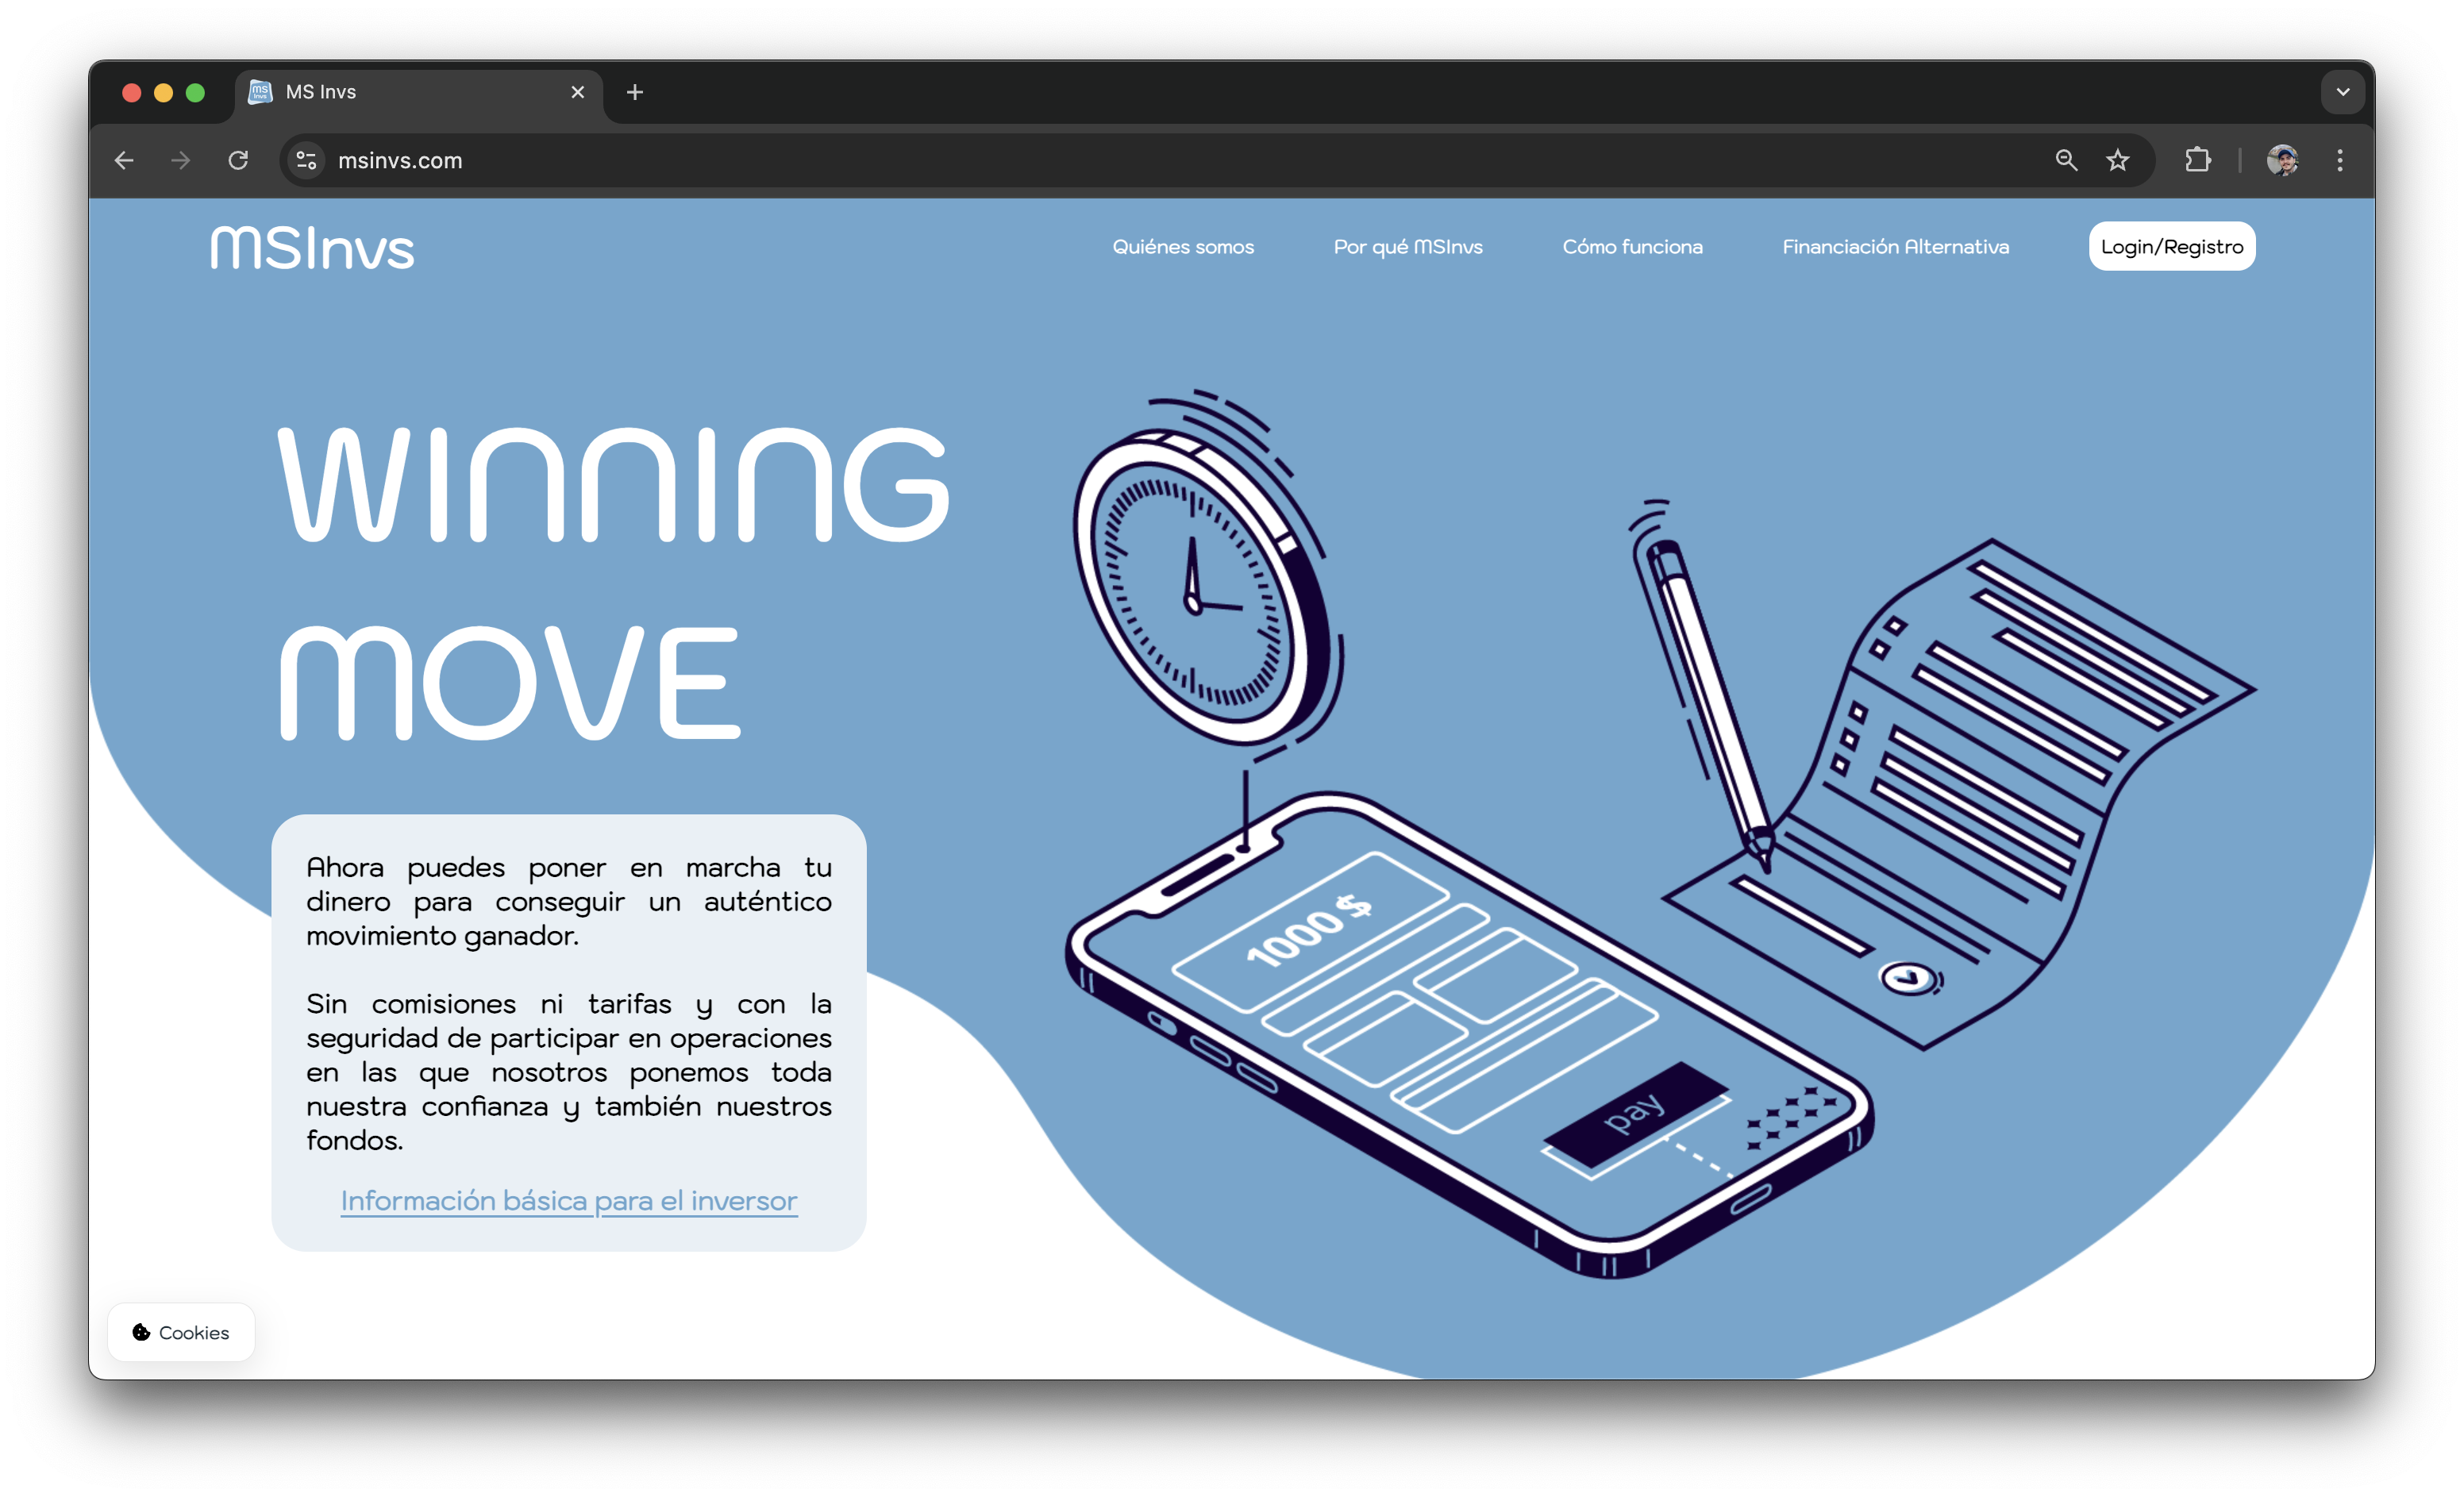 MS Invs
msinvs.com
MSInvs
Quiénes somos
Por qué MSInvs
Cómo funciona
Financiación Alternativa
Login/Registro
WINNING
MOVE
Ahora puedes poner en marcha tu
dinero para conseguir un auténtico
movimiento ganador.
Sin comisiones ni tarifas y con la
seguridad de participar en operaciones
en las que nosotros ponemos toda
nuestra confianza y también nuestros
fondos.
Información básica para el inversor
1000 $
pay
Cookies